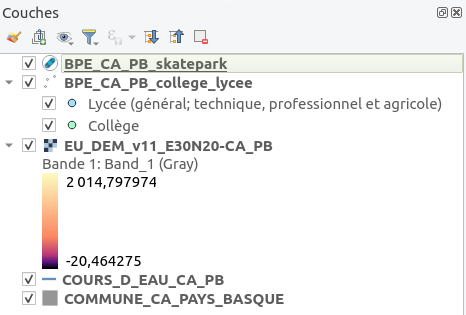 Couches
BPE_CA_PB_skatepark
BPE_CA_PB_college_lycee
Lycée (général; technique, professionnel et agricole)
Collège
EU_DEM_v11_E30N20-CA_PB
Bande 1: Band_1 (Gray)
2 014,797974
-20,464275
COURS_D_EAU_CA_PB
COMMUNE_CA_PAYS_BASQUE